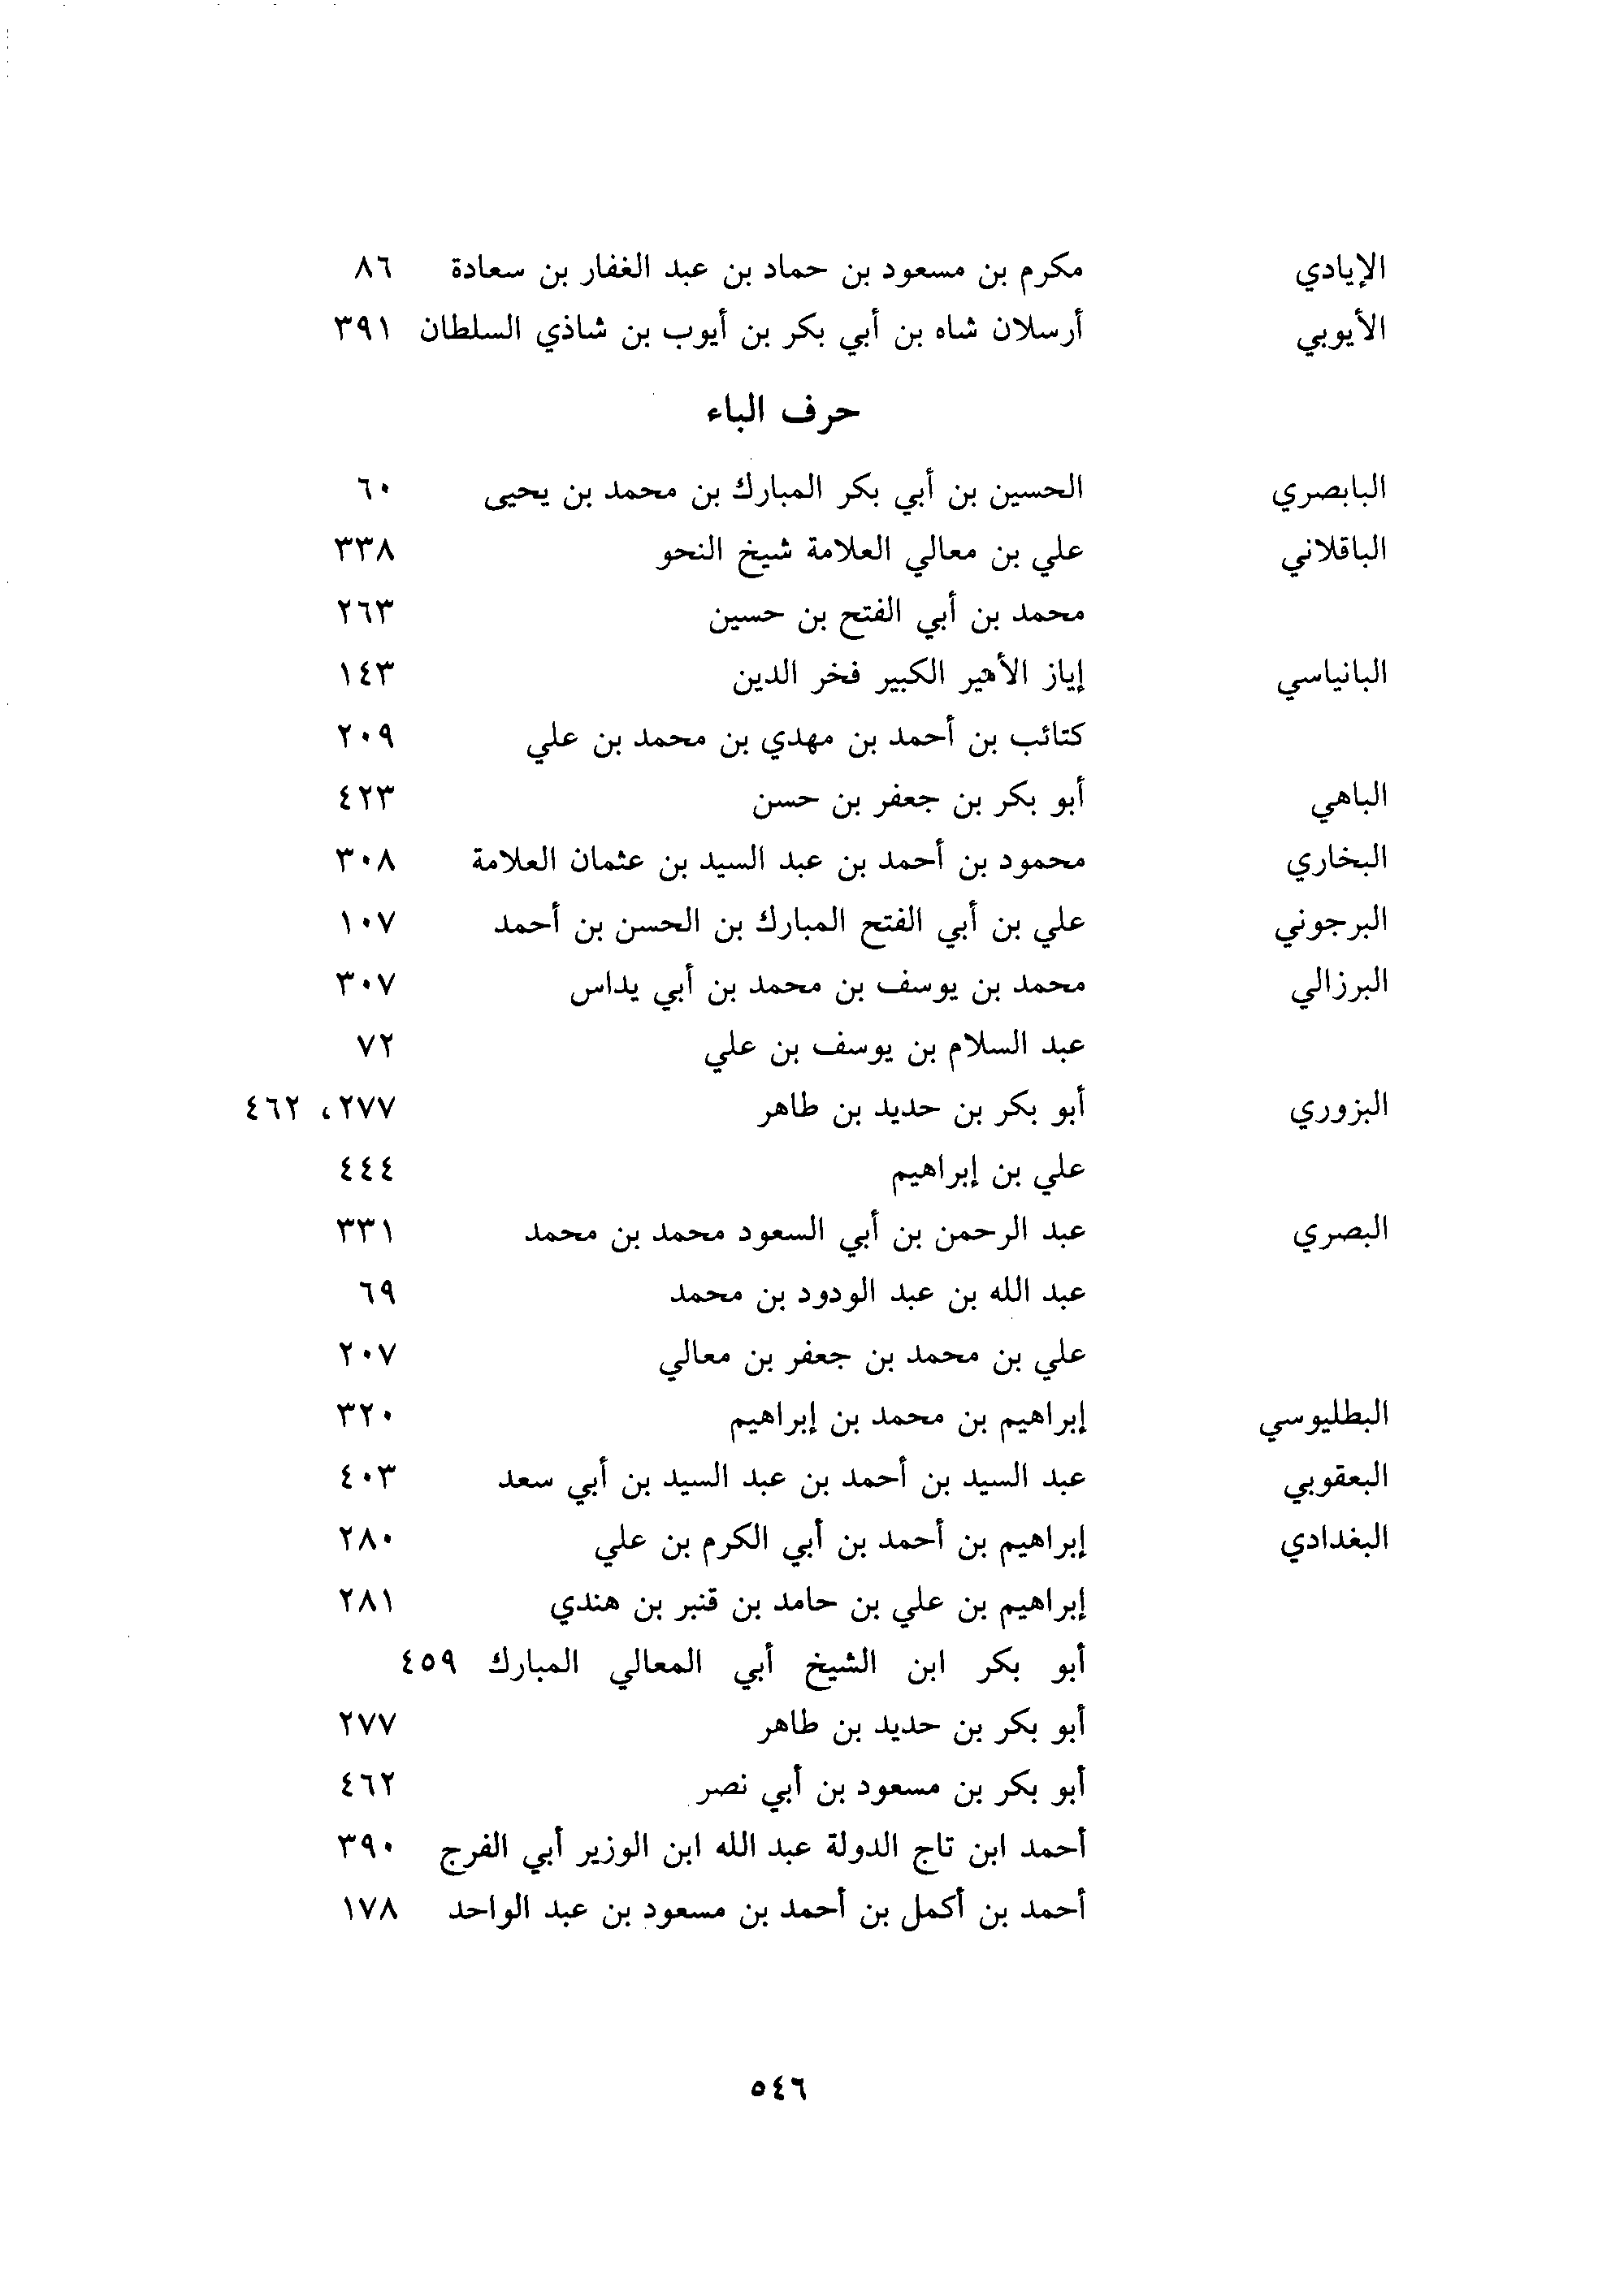 الإيادي مكرم بن مسعود بن حماد بن عبد الغفار بن سعادة ٨٦
الأيوبي أرسلان شاه بن أبي بكر بن أيوب بن شاذي السلطان ٣٩١
حرف الباء
البابصري الحسين بن أبي بكر المبارك بن محمد بن يحيى ٦٠
الباقلاني علي بن معالي العلامة شيخ النحو ٣٣٨
محمد بن أبي الفتح بن حسين ٢٦٣
البانياسي إياز الأمير الكبير فخر الدين ١٤٣
كتائب بن أحمد بن مهدي بن محمد بن علي ٢٠٩
الباهي أبو بكر بن جعفر بن حسن ٤٢٣
البخاري محمود بن أحمد بن عبد السيد بن عثمان العلامة ٣٠٨
البرجوني علي بن أبي الفتح المبارك بن الحسن بن أحمد ١٠٧
البرزالي محمد بن يوسف بن محمد بن أبي يداس ٣٠٧
عبد السلام بن يوسف بن علي ٧٢
البزوري أبو بكر بن حديد بن طاهر ٢٧٧، ٤٦٢
علي بن إبراهيم ٤٤٤
البصري عبد الرحمن بن أبي السعود محمد بن محمد ٣٣١
عبد الله بن عبد الودود بن محمد ٦٩
علي بن محمد بن جعفر بن معالي ٢٠٧
البطليوسي إبراهيم بن محمد بن إبراهيم ٣٢٠
البعقوبي عبد السيد بن أحمد بن عبد السيد بن أبي سعد ٤٠٣
البغدادي إبراهيم بن أحمد بن أبي الكرم بن علي ٢٨٠
إبراهيم بن علي بن حامد بن قنبر بن هندي ٢٨١
أبو بكر ابن الشيخ أبي المعالي المبارك ٤٥٩
أبو بكر بن حديد بن طاهر ٢٧٧
أبو بكر بن مسعود بن أبي نصر ٤٦٢
أحمد ابن تاج الدولة عبد الله ابن الوزير أبي الفرج ٣٩٠
أحمد بن أكمل بن أحمد بن مسعود بن عبد الواحد ١٧٨
٥٤٦